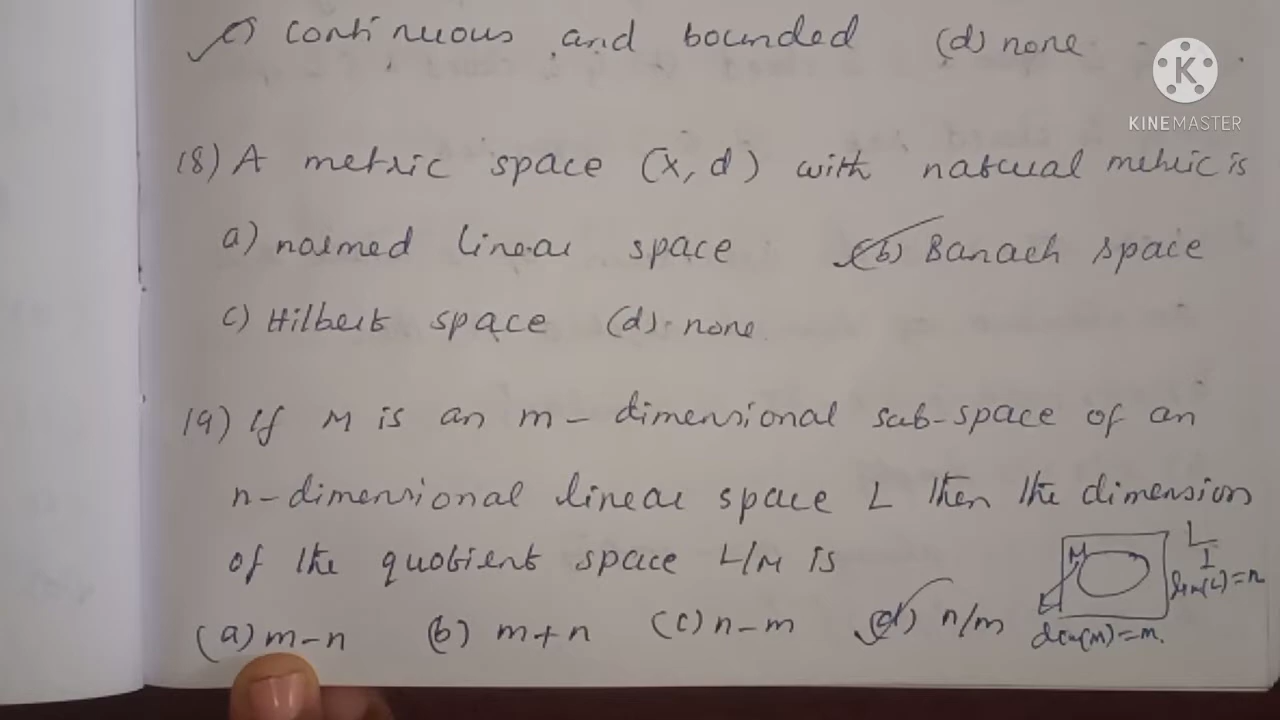 c) continuous and bounded (d) none
KINEMASTER
18) A metric space (X, d) with natural metric is
a) normed linear space (b) Banach space
c) Hilbert space (d) none
19) If M is an m-dimensional sub-space of an
n-dimensional linear space L then the dimension
of the quotient space L/M is
(a) m-n (b) m+n (c) n-m (d) n/m
M
L
dim(L)=n
dim(M)=m.